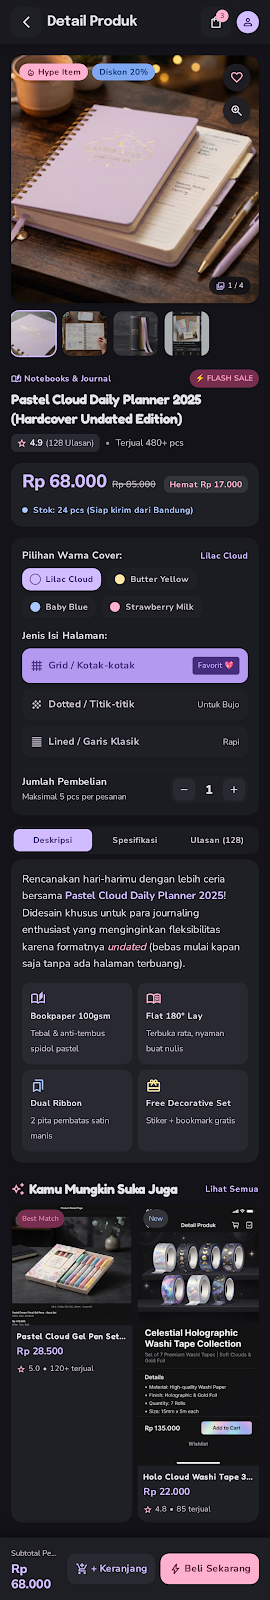 Detail Produk
3
Hype Item
Diskon 20%
1 / 4
Notebooks & Journal
⚡ FLASH SALE
Pastel Cloud Daily Planner 2025
(Hardcover Undated Edition)
4.9 (128 Ulasan) • Terjual 480+ pcs
Rp 68.000 Rp 85.000 Hemat Rp 17.000
Stok: 24 pcs (Siap kirim dari Bandung)
Pilihan Warna Cover: Lilac Cloud
Lilac Cloud
Butter Yellow
Baby Blue
Strawberry Milk
Jenis Isi Halaman:
Grid / Kotak-kotak
Favorit 💖
Dotted / Titik-titik
Untuk Bujo
Lined / Garis Klasik
Rapi
Jumlah Pembelian
Maksimal 5 pcs per pesanan
− 1 +
Deskripsi
Spesifikasi
Ulasan (128)
Rencanakan hari-harimu dengan lebih ceria
bersama Pastel Cloud Daily Planner 2025!
Didesain khusus untuk para journaling
enthusiast yang menginginkan fleksibilitas
karena formatnya undated (bebas mulai kapan
saja tanpa ada halaman terbuang).
Bookpaper 100gsm
Tebal & anti-tembus
spidol pastel
Flat 180° Lay
Terbuka rata, nyaman
buat nulis
Dual Ribbon
2 pita pembatas satin
manis
Free Decorative Set
Stiker + bookmark gratis
Kamu Mungkin Suka Juga
Lihat Semua
Best Match
Pastel Cloud Gel Pen Set...
Rp 28.500
5.0 • 120+ terjual
New
Detail Produk
Celestial Holographic
Washi Tape Collection
Set of 7 Premium Washi Tapes | Soft Clouds &
Gold Foil
Details
• Material: High-quality Washi Paper
• Finish: Holographic & Gold Foil
• Quantity: 7 Rolls
• Size: 15mm x 5m each
Rp 135.000
Add to Cart
Wishlist
Holo Cloud Washi Tape 3...
Rp 22.000
4.8 • 85 terjual
Subtotal Pe...
Rp
68.000
+ Keranjang
Beli Sekarang